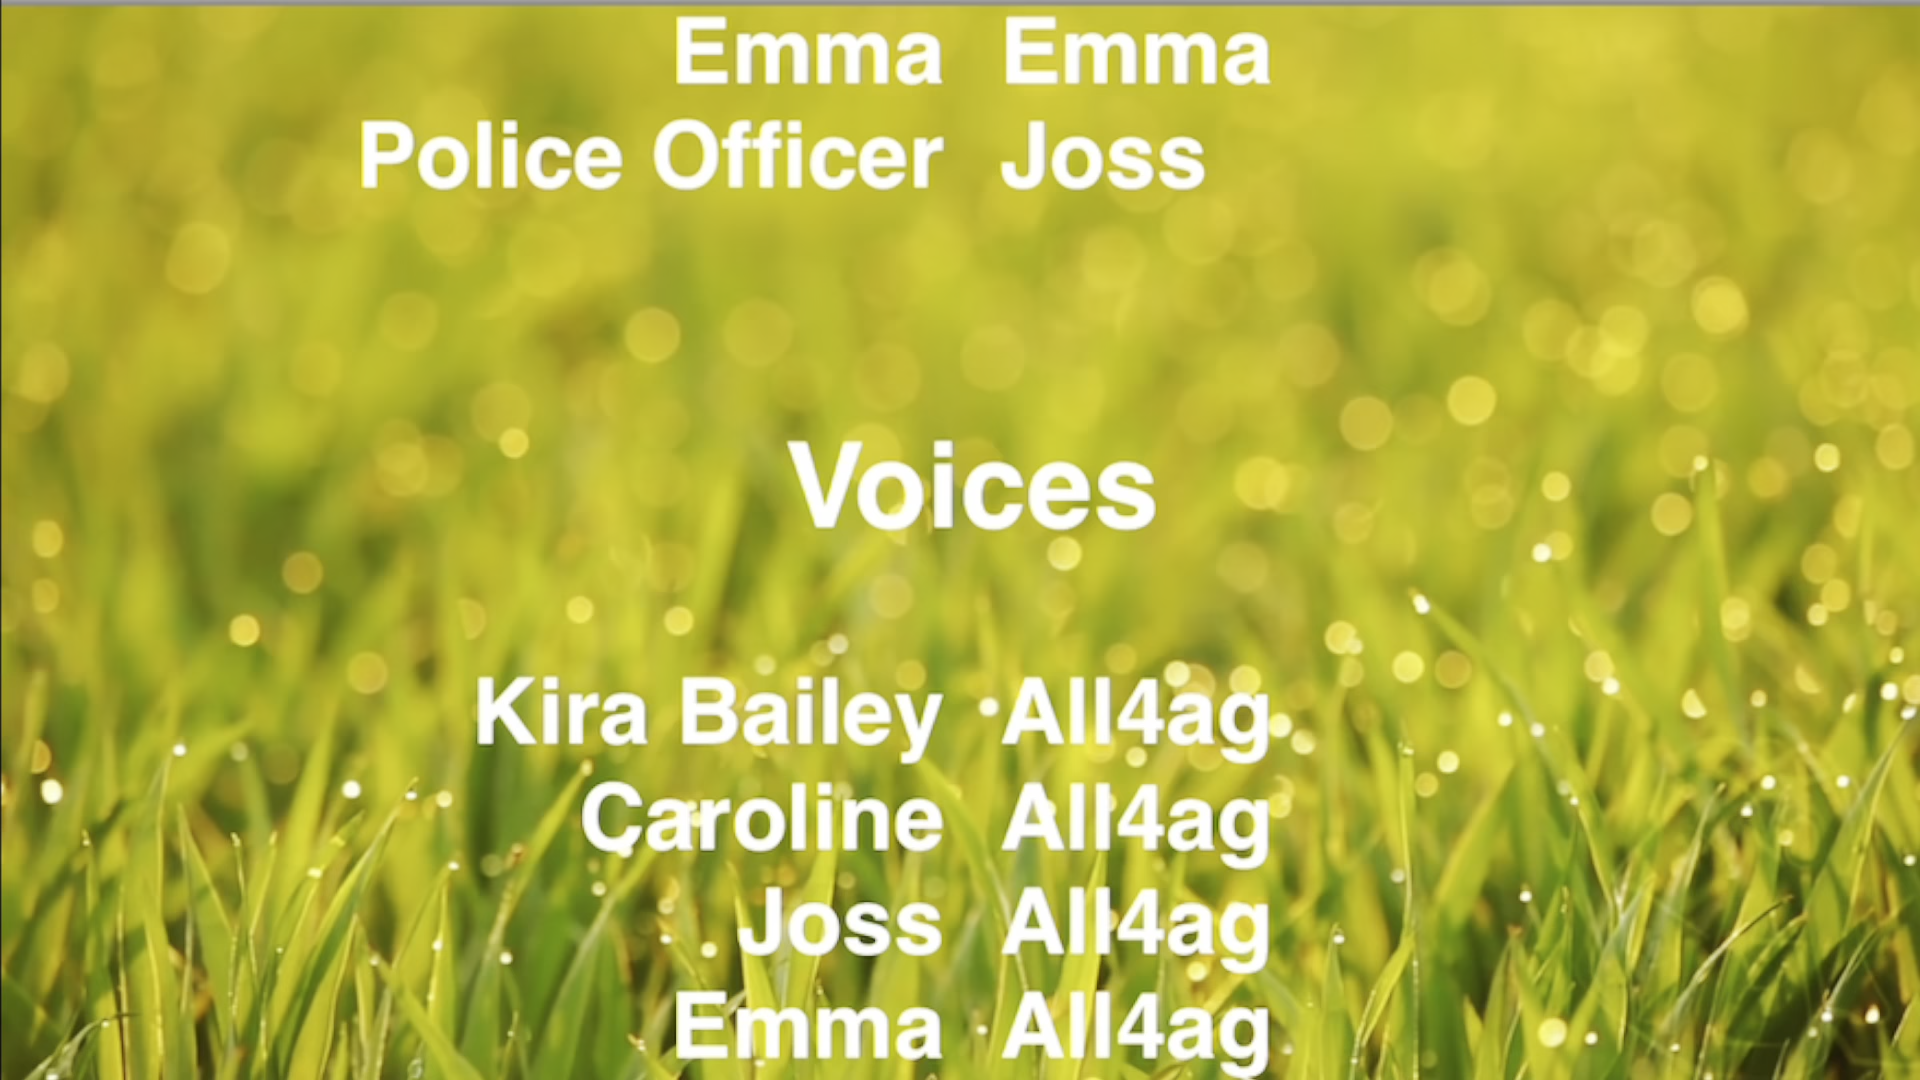 Emma Emma
Police Officer Joss
Voices
Kira Bailey All4ag
Caroline All4ag
Joss All4ag
Emma All4ag